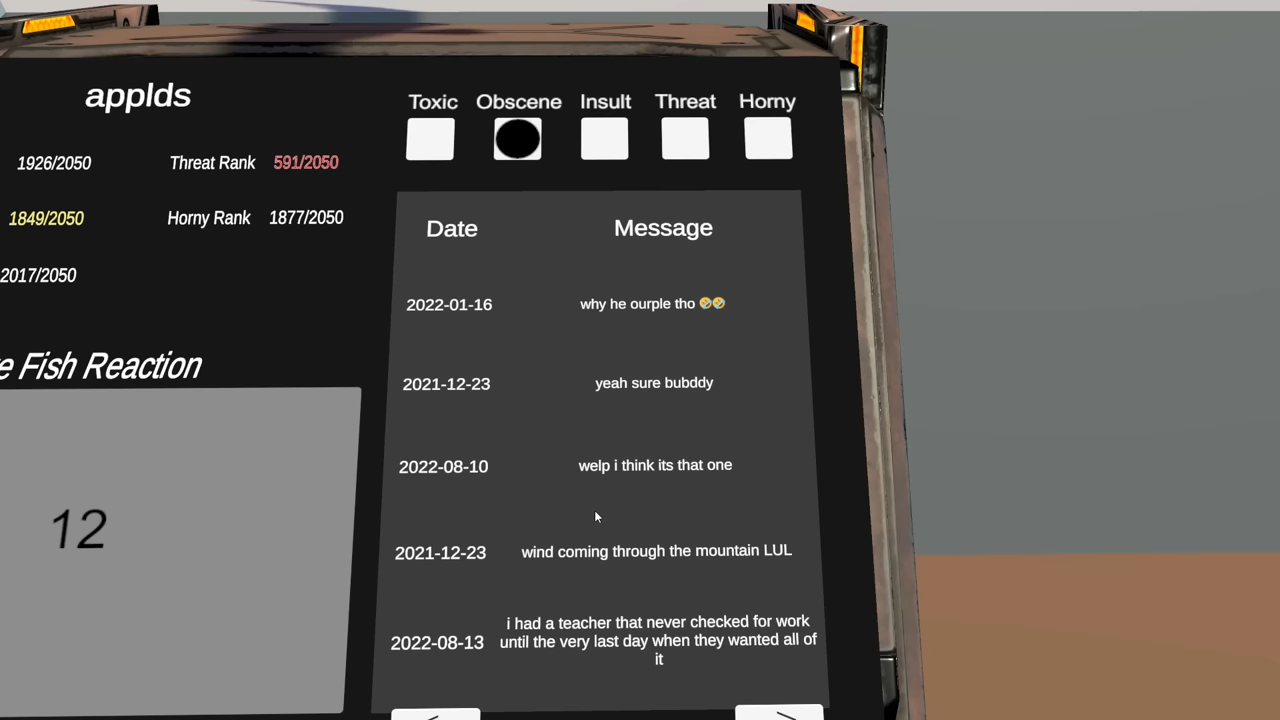 applds
Toxic Obscene Insult Threat Horny
1926/2050 Threat Rank 591/2050
1849/2050 Horny Rank 1877/2050
2017/2050
Fish Reaction
12
Date Message
2022-01-16 why he ourple tho 🤣🤣
2021-12-23 yeah sure bubddy
2022-08-10 welp i think its that one
2021-12-23 wind coming through the mountain LUL
2022-08-13 i had a teacher that never checked for work
until the very last day when they wanted all of
it
< >